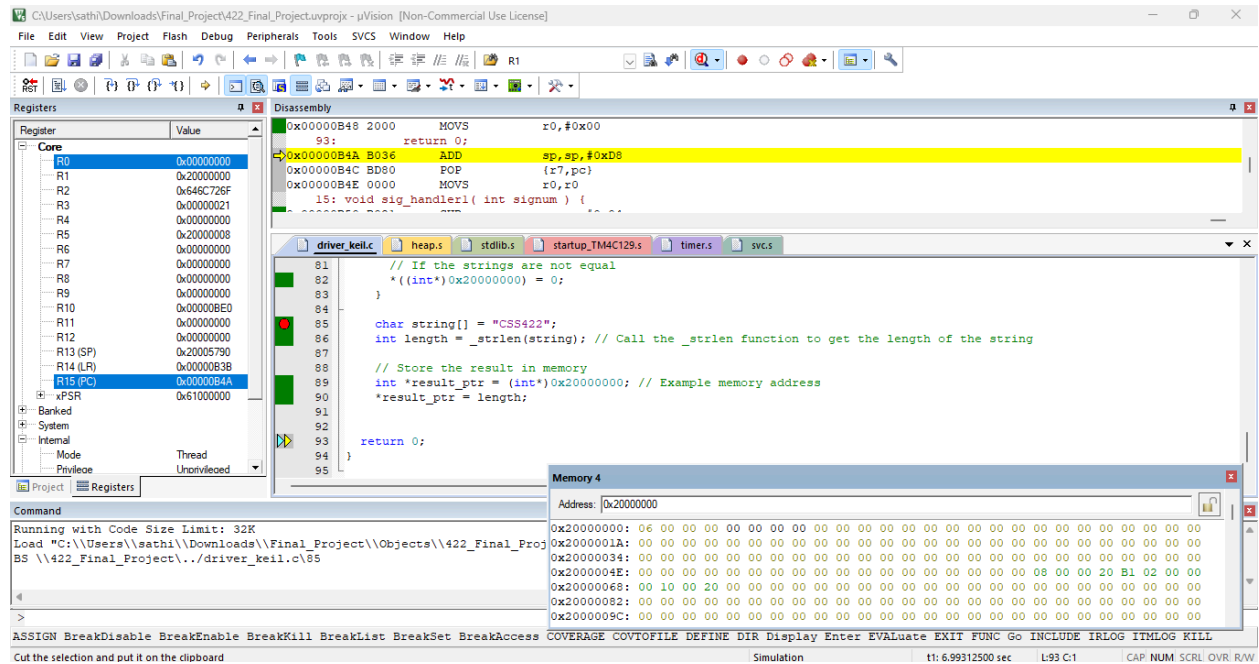 C:\Users\sathi\Downloads\Final_Project\422_Final_Project.uvprojx - µVision [Non-Commercial Use License]
File Edit View Project Flash Debug Peripherals Tools SVCS Window Help
R1
RST
Registers
Register Value
Core
R0 0x00000000
R1 0x20000000
R2 0x646C726F
R3 0x00000021
R4 0x00000000
R5 0x20000008
R6 0x00000000
R7 0x00000000
R8 0x00000000
R9 0x00000000
R10 0x00000BE0
R11 0x00000000
R12 0x00000000
R13 (SP) 0x20005790
R14 (LR) 0x00000B3B
R15 (PC) 0x00000B4A
xPSR 0x61000000
Banked
System
Internal
Mode Thread
Privilege Unprivileged
Project Registers
Disassembly
0x00000B48 2000 MOVS r0,#0x00
93: return 0;
0x00000B4A B036 ADD sp,sp,#0xD8
0x00000B4C BD80 POP {r7,pc}
0x00000B4E 0000 MOVS r0,r0
15: void sig_handler1( int signum ) {
driver_keil.c heap.s stdlib.s startup_TM4C129.s timer.s svc.s
81 // If the strings are not equal
82 *((int*)0x20000000) = 0;
83 }
84
85 char string[] = "CSS422";
86 int length = _strlen(string); // Call the _strlen function to get the length of the string
87
88 // Store the result in memory
89 int *result_ptr = (int*)0x20000000; // Example memory address
90 *result_ptr = length;
91
92
93 return 0;
94 }
95
Command
Running with Code Size Limit: 32K
Load "C:\\Users\\sathi\\Downloads\\Final_Project\\Objects\\422_Final_Proj
BS \\422_Final_Project\../driver_keil.c\85
>
Memory 4
Address: 0x20000000
0x20000000: 06 00 00 00 00 00 00 00 00 00 00 00 00 00 00 00 00 00 00 00 00 00 00 00 00 00
0x2000001A: 00 00 00 00 00 00 00 00 00 00 00 00 00 00 00 00 00 00 00 00 00 00 00 00 00 00
0x20000034: 00 00 00 00 00 00 00 00 00 00 00 00 00 00 00 00 00 00 00 00 00 00 00 00 00 00
0x2000004E: 00 00 00 00 00 00 00 00 00 00 00 00 00 00 00 00 00 00 08 00 00 20 B1 02 00 00
0x20000068: 00 10 00 20 00 00 00 00 00 00 00 00 00 00 00 00 00 00 00 00 00 00 00 00 00 00
0x20000082: 00 00 00 00 00 00 00 00 00 00 00 00 00 00 00 00 00 00 00 00 00 00 00 00 00 00
0x2000009C: 00 00 00 00 00 00 00 00 00 00 00 00 00 00 00 00 00 00 00 00 00 00 00 00 00 00
ASSIGN BreakDisable BreakEnable BreakKill BreakList BreakSet BreakAccess COVERAGE COVTOFILE DEFINE DIR Display Enter EVALuate EXIT FUNC Go INCLUDE IRLOG ITMLOG KILL
Cut the selection and put it on the clipboard Simulation t1: 6.99312500 sec L:93 C:1 CAP NUM SCRL OVR R/W